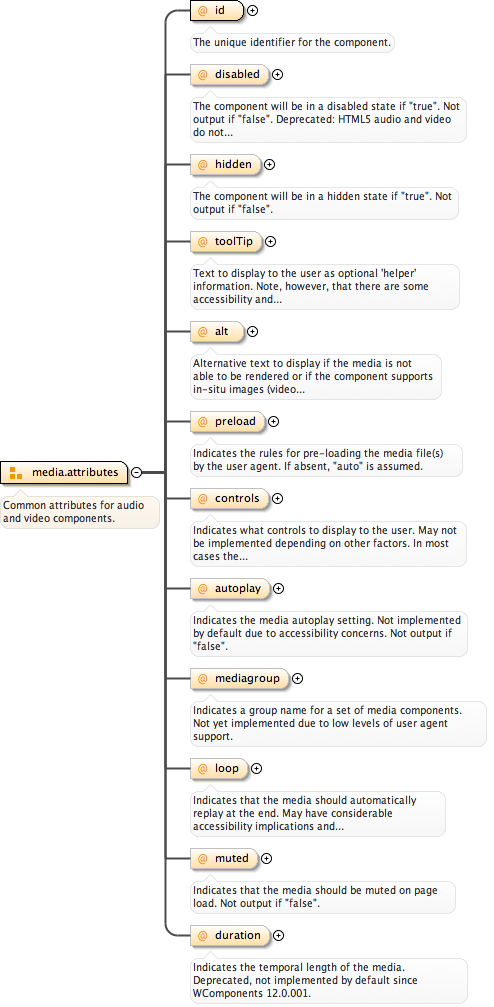 @ id
The unique identifier for the component.
@ disabled
The component will be in a disabled state if "true". Not
output if "false". Deprecated: HTML5 audio and video
do not...
@ hidden
The component will be in a hidden state if "true". Not
output if "false".
@ toolTip
Text to display to the user as optional 'helper'
information. Note, however, that there are some
accessibility and...
@ alt
Alternative text to display if the media is not
able to be rendered or if the component supports
in-situ images (video...
@ preload
Indicates the rules for pre-loading the media file(s)
by the user agent. If absent, "auto" is assumed.
media.attributes
Common attributes for audio
and video components.
@ controls
Indicates what controls to display to the user. May not
be implemented depending on other factors. In most
cases the...
@ autoplay
Indicates the media autoplay setting. Not implemented
by default due to accessibility concerns. Not output if
"false".
@ mediagroup
Indicates a group name for a set of media components.
Not yet implemented due to low levels of user agent
support.
@ loop
Indicates that the media should automatically
replay at the end. May have considerable
accessibility implications and...
@ muted
Indicates that the media should be muted on page
load. Not output if "false".
@ duration
Indicates the temporal length of the media.
Deprecated, not implemented by default since
WComponents 12.0.001.